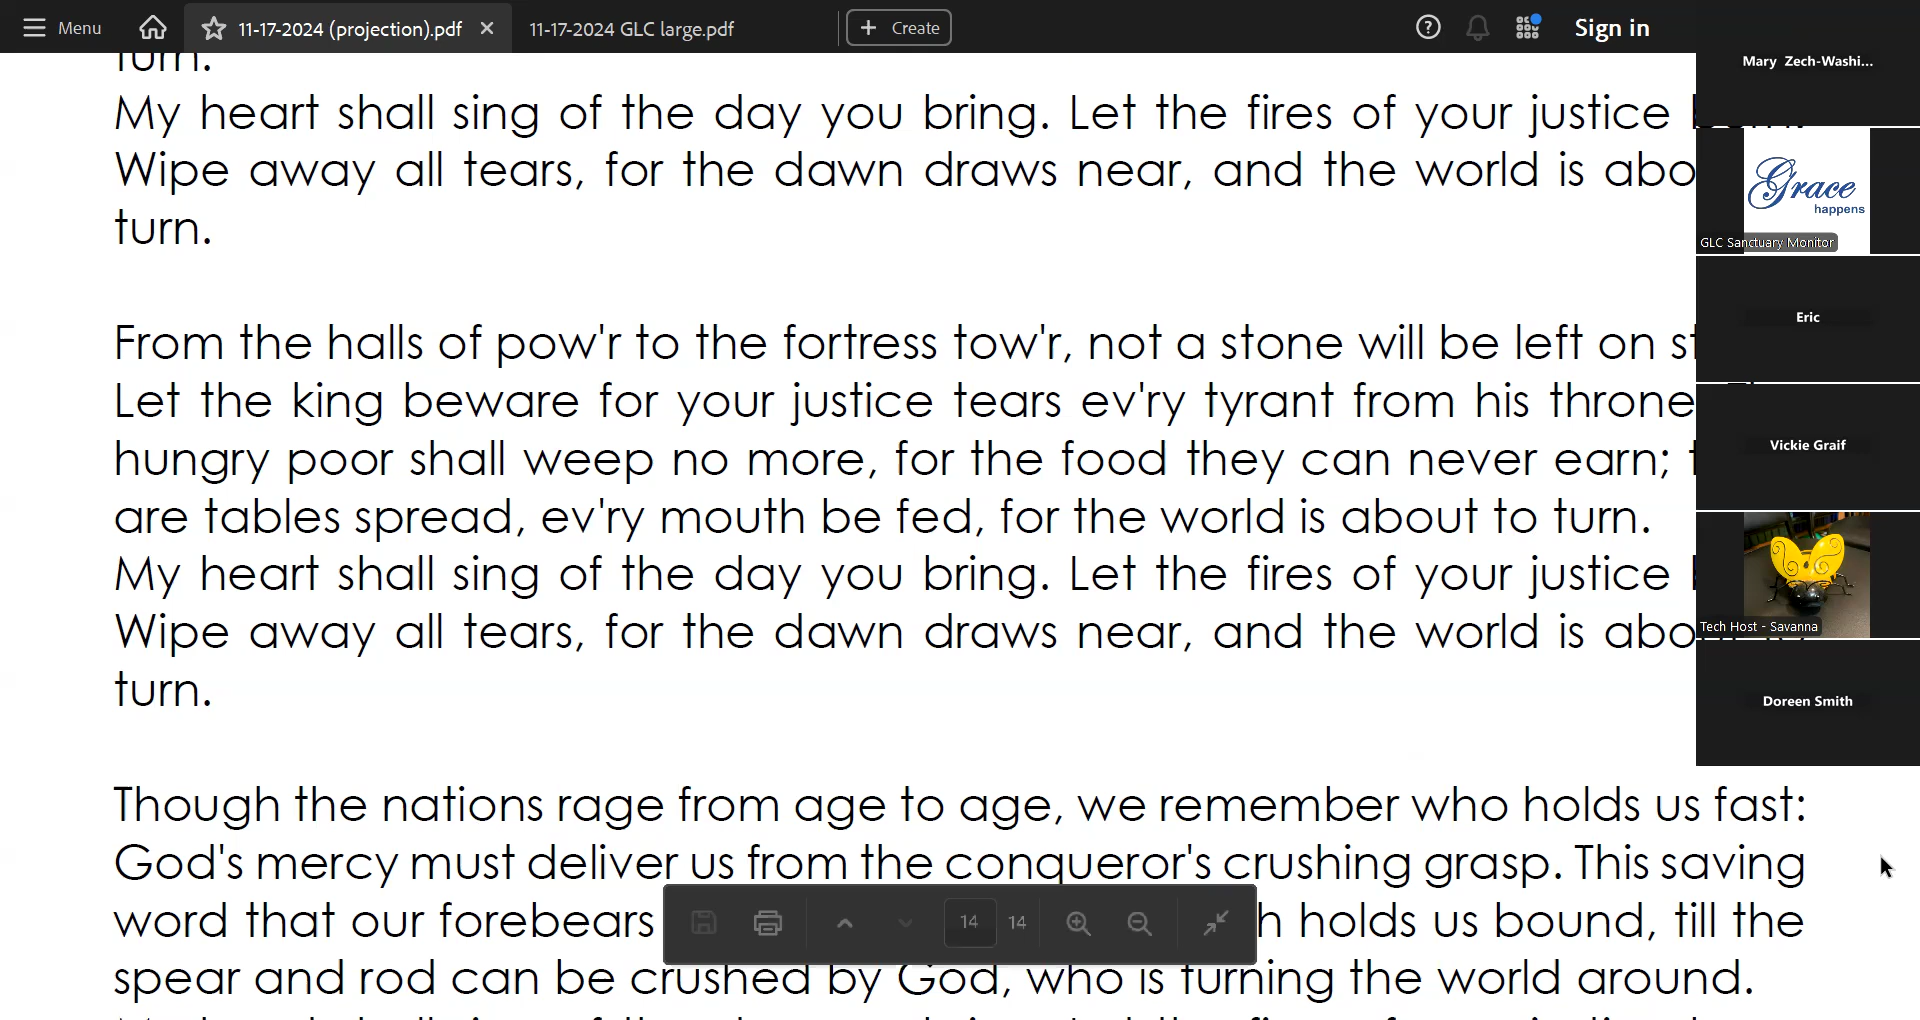 Menu
11-17-2024 (projection).pdf
11-17-2024 GLC large.pdf
Create
Sign in
turn.
My heart shall sing of the day you bring. Let the fires of your justice
Wipe away all tears, for the dawn draws near, and the world is
turn.
From the halls of pow'r to the fortress tow'r, not a stone will be left on
Let the king beware for your justice tears ev'ry tyrant from his throne
hungry poor shall weep no more, for the food they can never earn;
are tables spread, ev'ry mouth be fed, for the world is about to turn.
My heart shall sing of the day you bring. Let the fires of your justice
Wipe away all tears, for the dawn draws near, and the world is
turn.
Though the nations rage from age to age, we remember who holds us fast:
God's mercy must deliver us from the conqueror's crushing grasp. This saving
word that our forebears holds us bound, till the
spear and rod can be crushed by God, who is turning the world around.
14 14
Mary Zech-Washi...
Grace
happens
GLC Sanctuary Monitor
Eric
Vickie Graif
Tech Host - Savanna
Doreen Smith